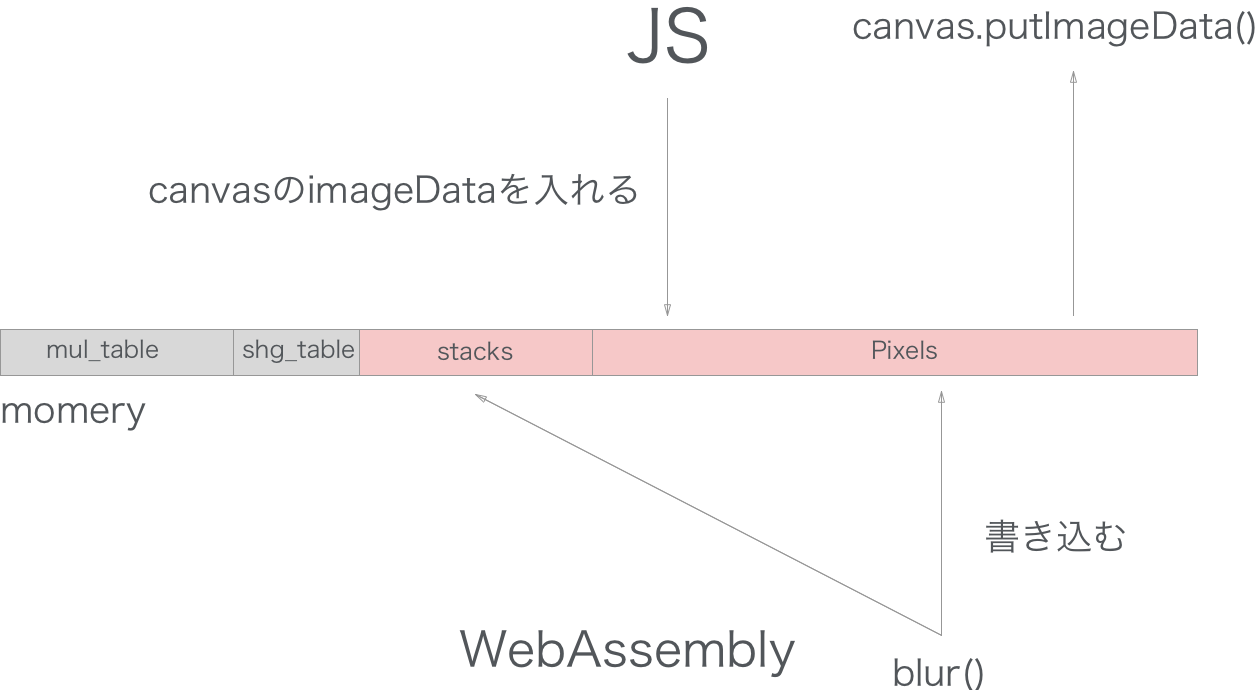 JS
canvas.putImageData()
canvasのimageDataを入れる
mul_table
shg_table
stacks
Pixels
momery
書き込む
WebAssembly
blur()